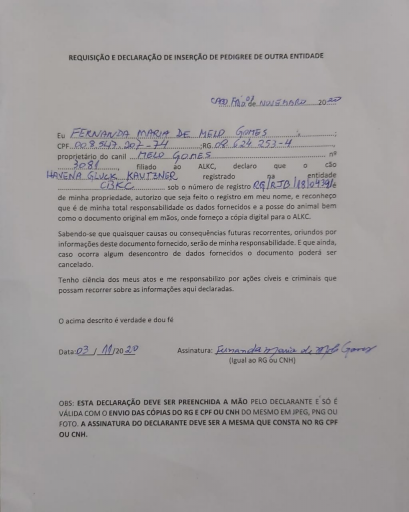 REQUISIÇÃO E DECLARAÇÃO DE INSERÇÃO DE PEDIGREE DE OUTRA ENTIDADE
de NOVEMBRO 2020
Eu FERNANDA MARIA DE MELO GOMES
CPF 008.547.207-74 ;RG 08.624.253-4
proprietário do canil MELO GOMES nº
3081, filiado ao ALKC, declaro que o cão
HAVENA GLUCK KAUTZNER registrado na entidade
CBKC sob o número de registro RG/RJD/18/04391 e
de minha propriedade, autorizo que seja feito o registro em meu nome, e reconheço
que é de minha total responsabilidade os dados fornecidos e a posse do animal bem
como o documento original em mãos, onde forneço a cópia digital para o ALKC.
Sabendo-se que quaisquer causas ou consequências futuras recorrentes, oriundos por
informações deste documento fornecido, serão de minha responsabilidade. E que ainda,
caso ocorra algum desencontro de dados fornecidos o documento poderá ser
cancelado.
Tenho ciência dos meus atos e me responsabilizo por ações cíveis e criminais que
possam recorrer sobre as informações aqui declaradas.
O acima descrito é verdade e dou fé
Data: 03 / 11 /2020 Assinatura: Fernanda Maria de Melo Gomes
(Igual ao RG ou CNH)
OBS: ESTA DECLARAÇÃO DEVE SER PREENCHIDA A MÃO PELO DECLARANTE E SÓ É
VÁLIDA COM O ENVIO DAS CÓPIAS DO RG E CPF OU CNH DO MESMO EM JPEG, PNG OU
FOTO. A ASSINATURA DO DECLARANTE DEVE SER A MESMA QUE CONSTA NO RG CPF
OU CNH.